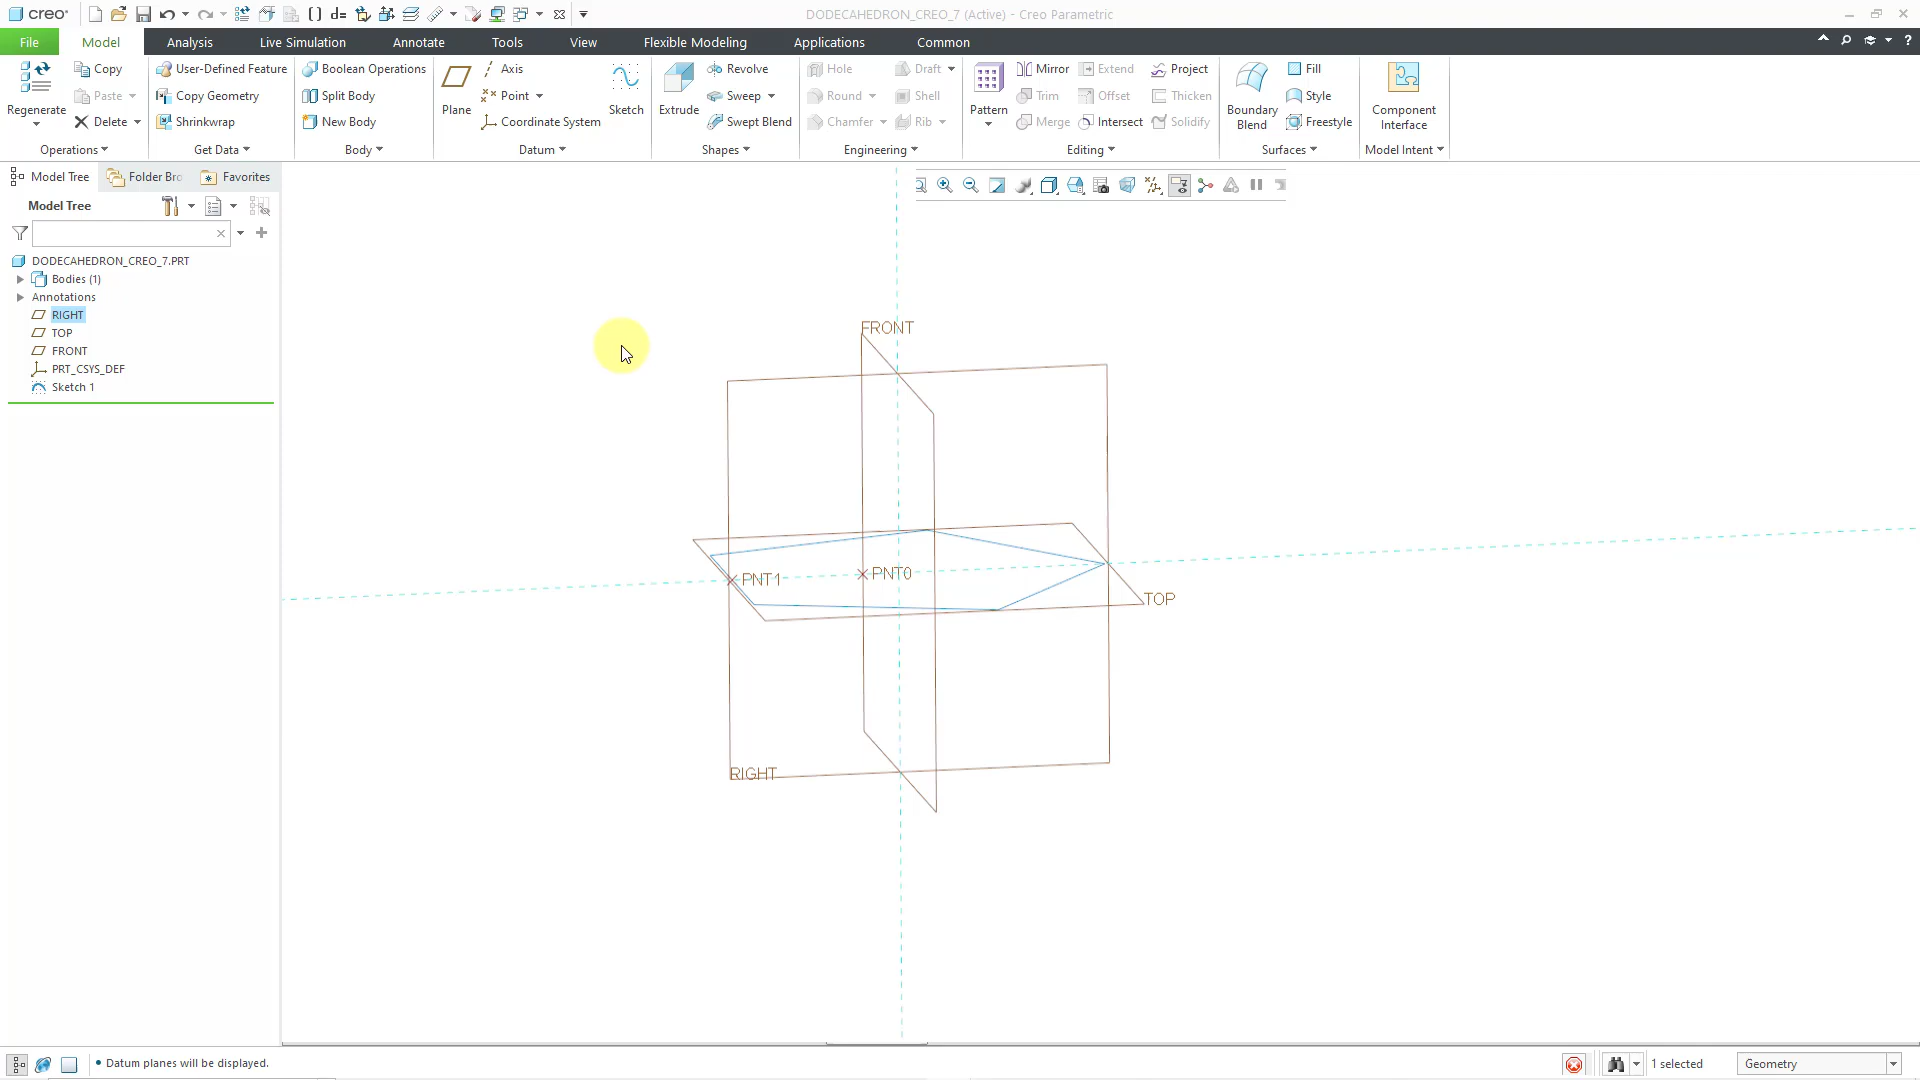 creo
DODECAHEDRON_CREO_7 (Active) - Creo Parametric
File Model Analysis Live Simulation Annotate Tools View Flexible Modeling Applications Common
Regenerate
Copy
Paste
Delete
Operations
User-Defined Feature
Copy Geometry
Shrinkwrap
Get Data
Boolean Operations
Split Body
New Body
Body
Plane
Axis
Point
Coordinate System
Sketch
Datum
Extrude
Revolve
Sweep
Swept Blend
Shapes
Hole
Round
Chamfer
Draft
Shell
Rib
Engineering
Pattern
Mirror
Trim
Merge
Extend
Offset
Intersect
Project
Thicken
Solidify
Editing
Boundary
Blend
Fill
Style
Freestyle
Surfaces
Component
Interface
Model Intent
Model Tree Folder Bro Favorites
Model Tree
DODECAHEDRON_CREO_7.PRT
Bodies (1)
Annotations
RIGHT
TOP
FRONT
PRT_CSYS_DEF
Sketch 1
FRONT
PNT1
PNT0
TOP
RIGHT
• Datum planes will be displayed.
1 selected
Geometry